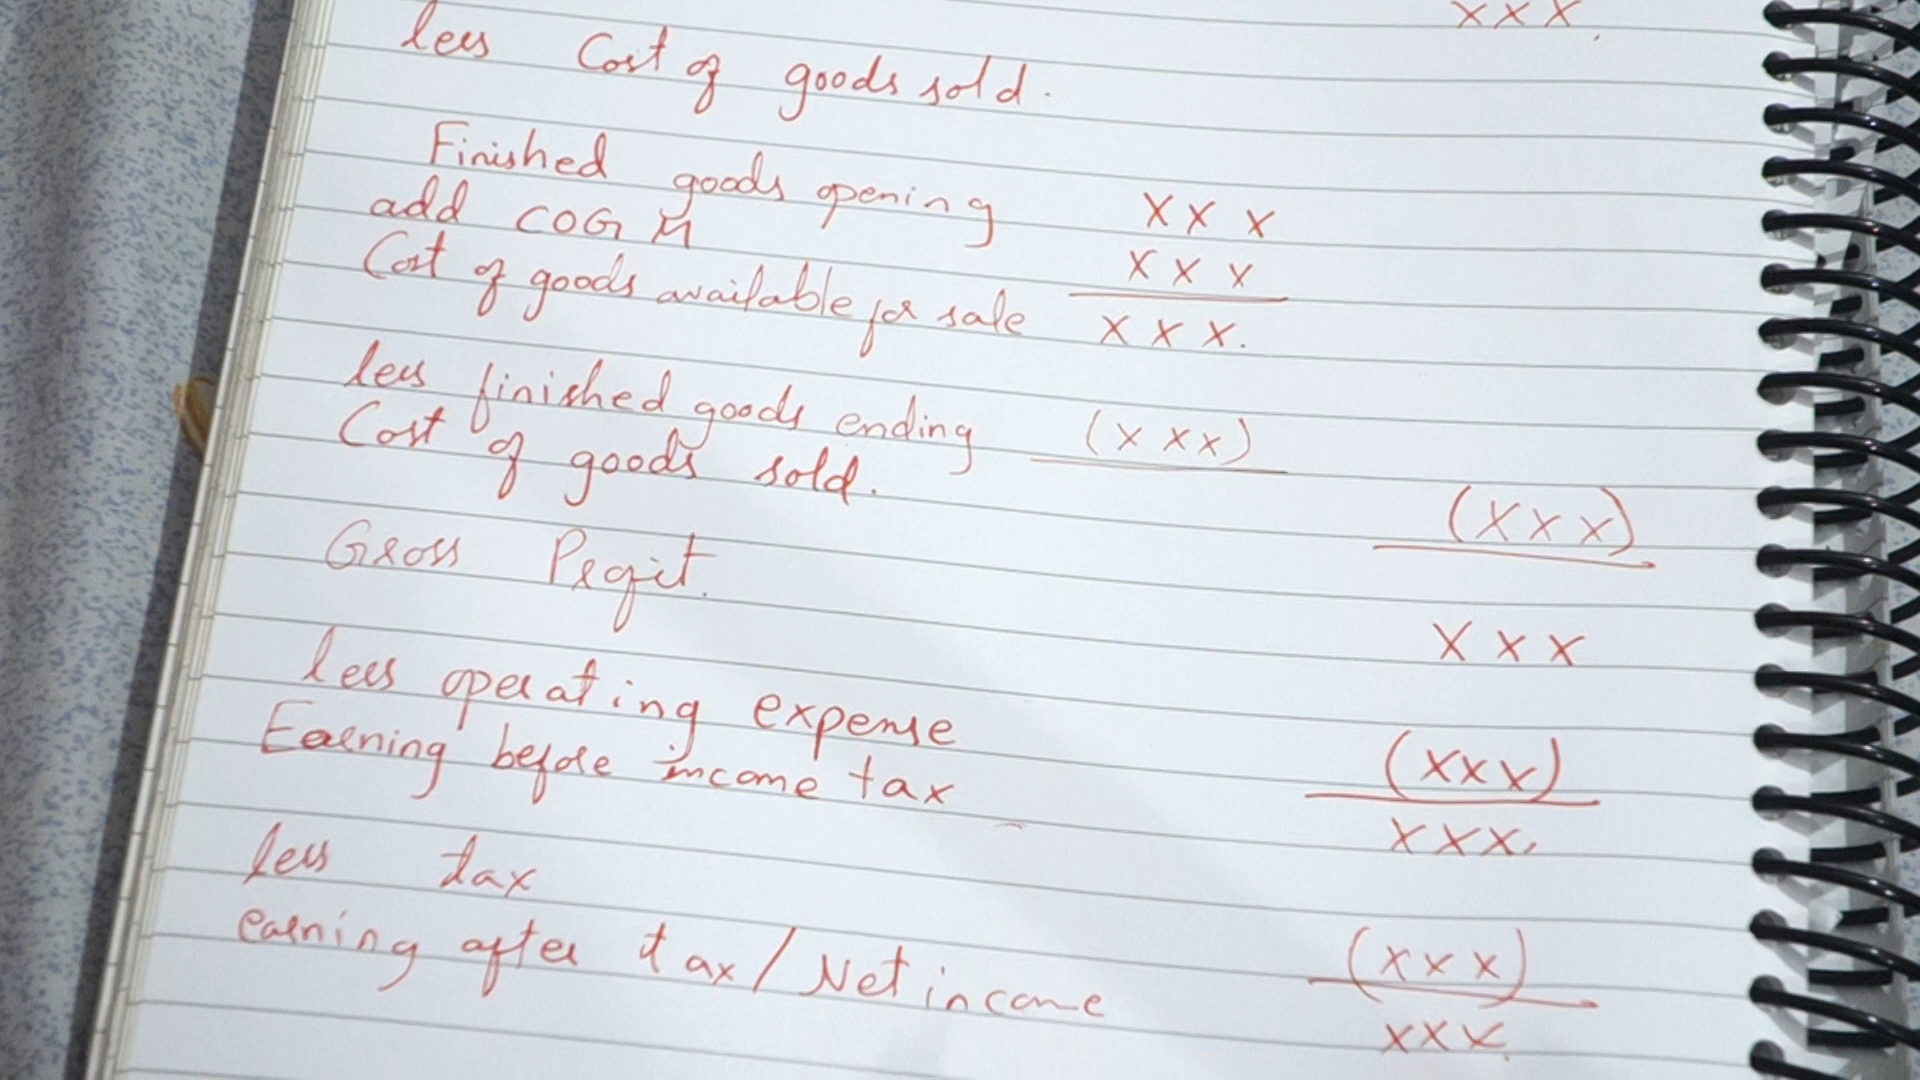 xxx.
less Cost of goods sold.
Finished goods opening xxx
add COGM xxx
Cost of goods available for sale xxx.
less finished goods ending (xxx)
Cost of goods sold. (xxx)
Gross Profit. xxx
less operating expense (xxx)
Earning before income tax xxx.
less tax (xxx)
earning after tax / Net income xxx.